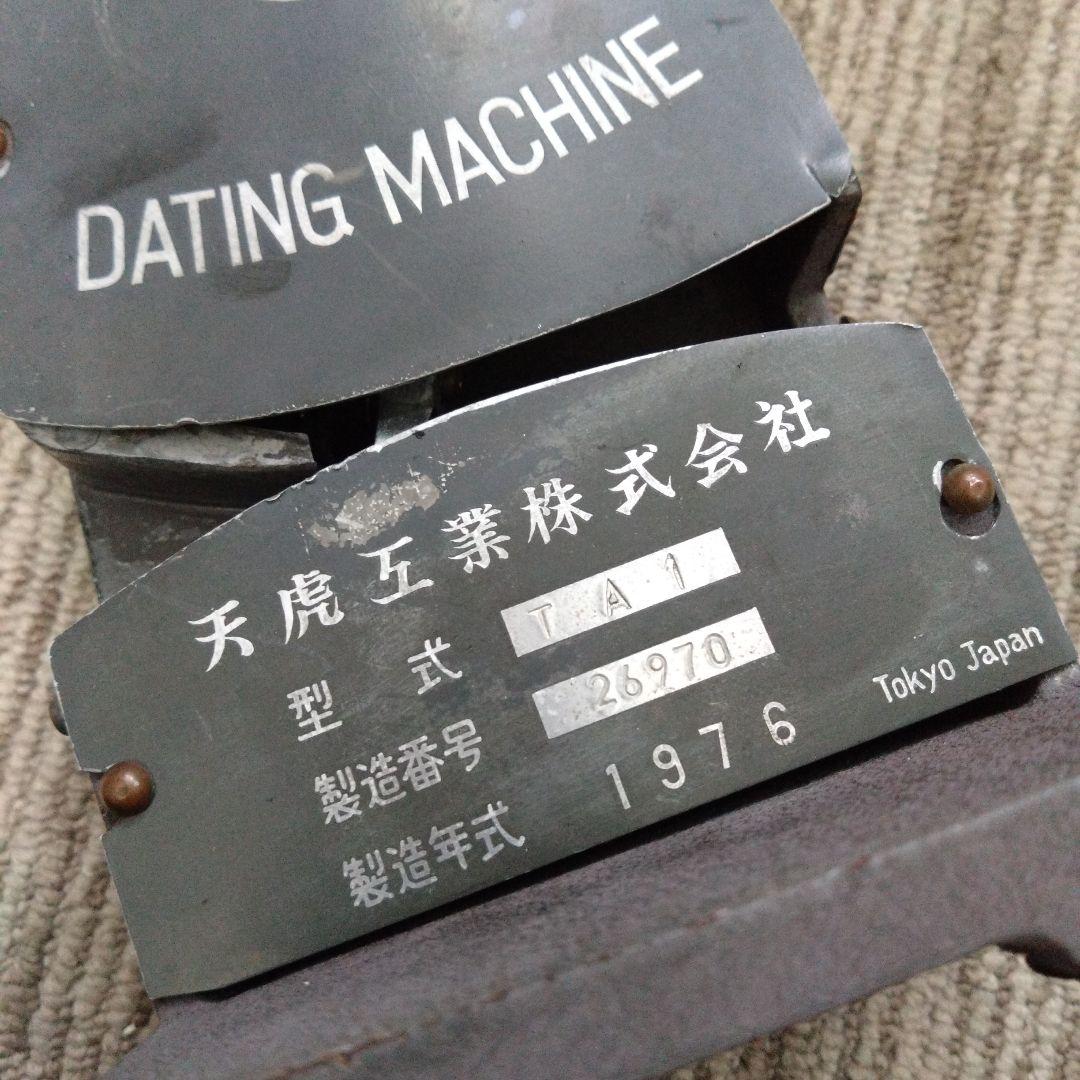 DATING MACHINE
天虎工業株式会社
型式 TA1
製造番号 26970
製造年式 1976
Tokyo Japan